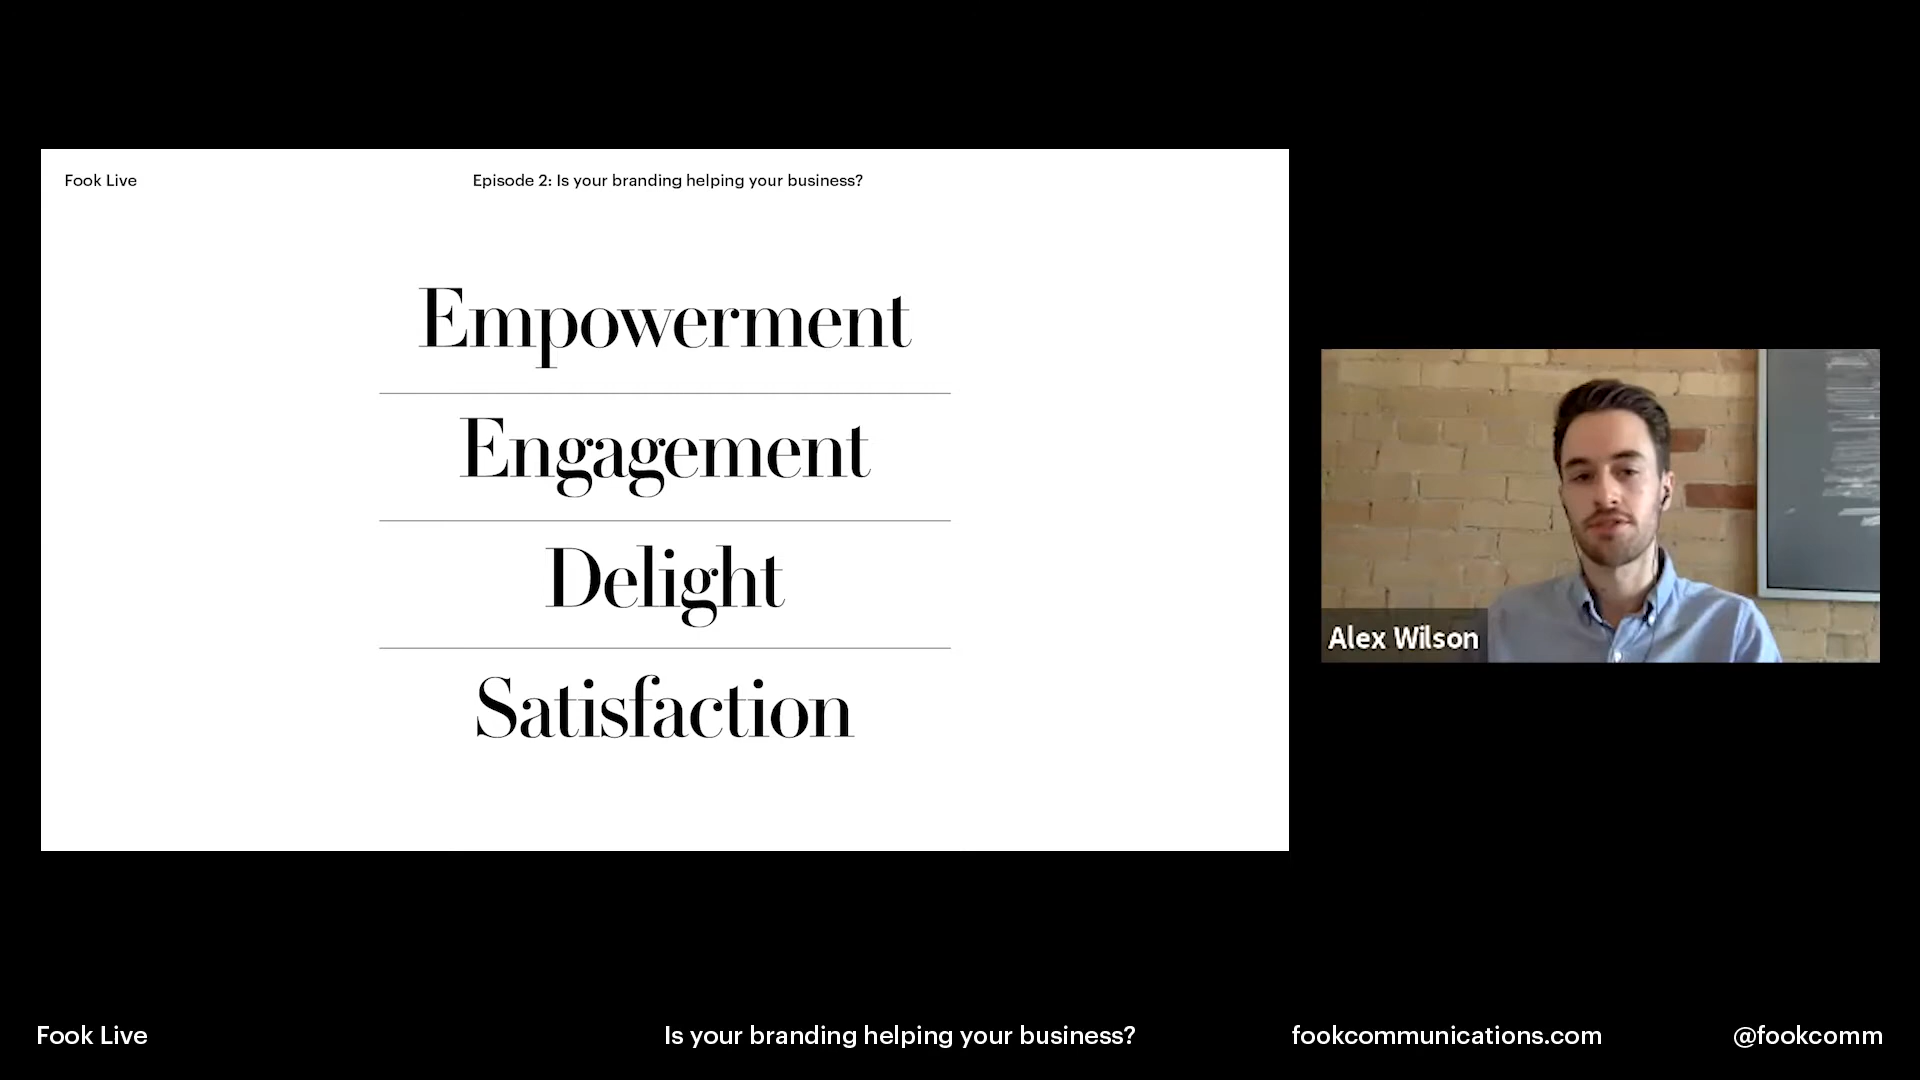 Fook Live
Episode 2: Is your branding helping your business?
Empowerment
Engagement
Delight
Satisfaction
Alex Wilson
Fook Live
Is your branding helping your business?
fookcommunications.com
@fookcomm